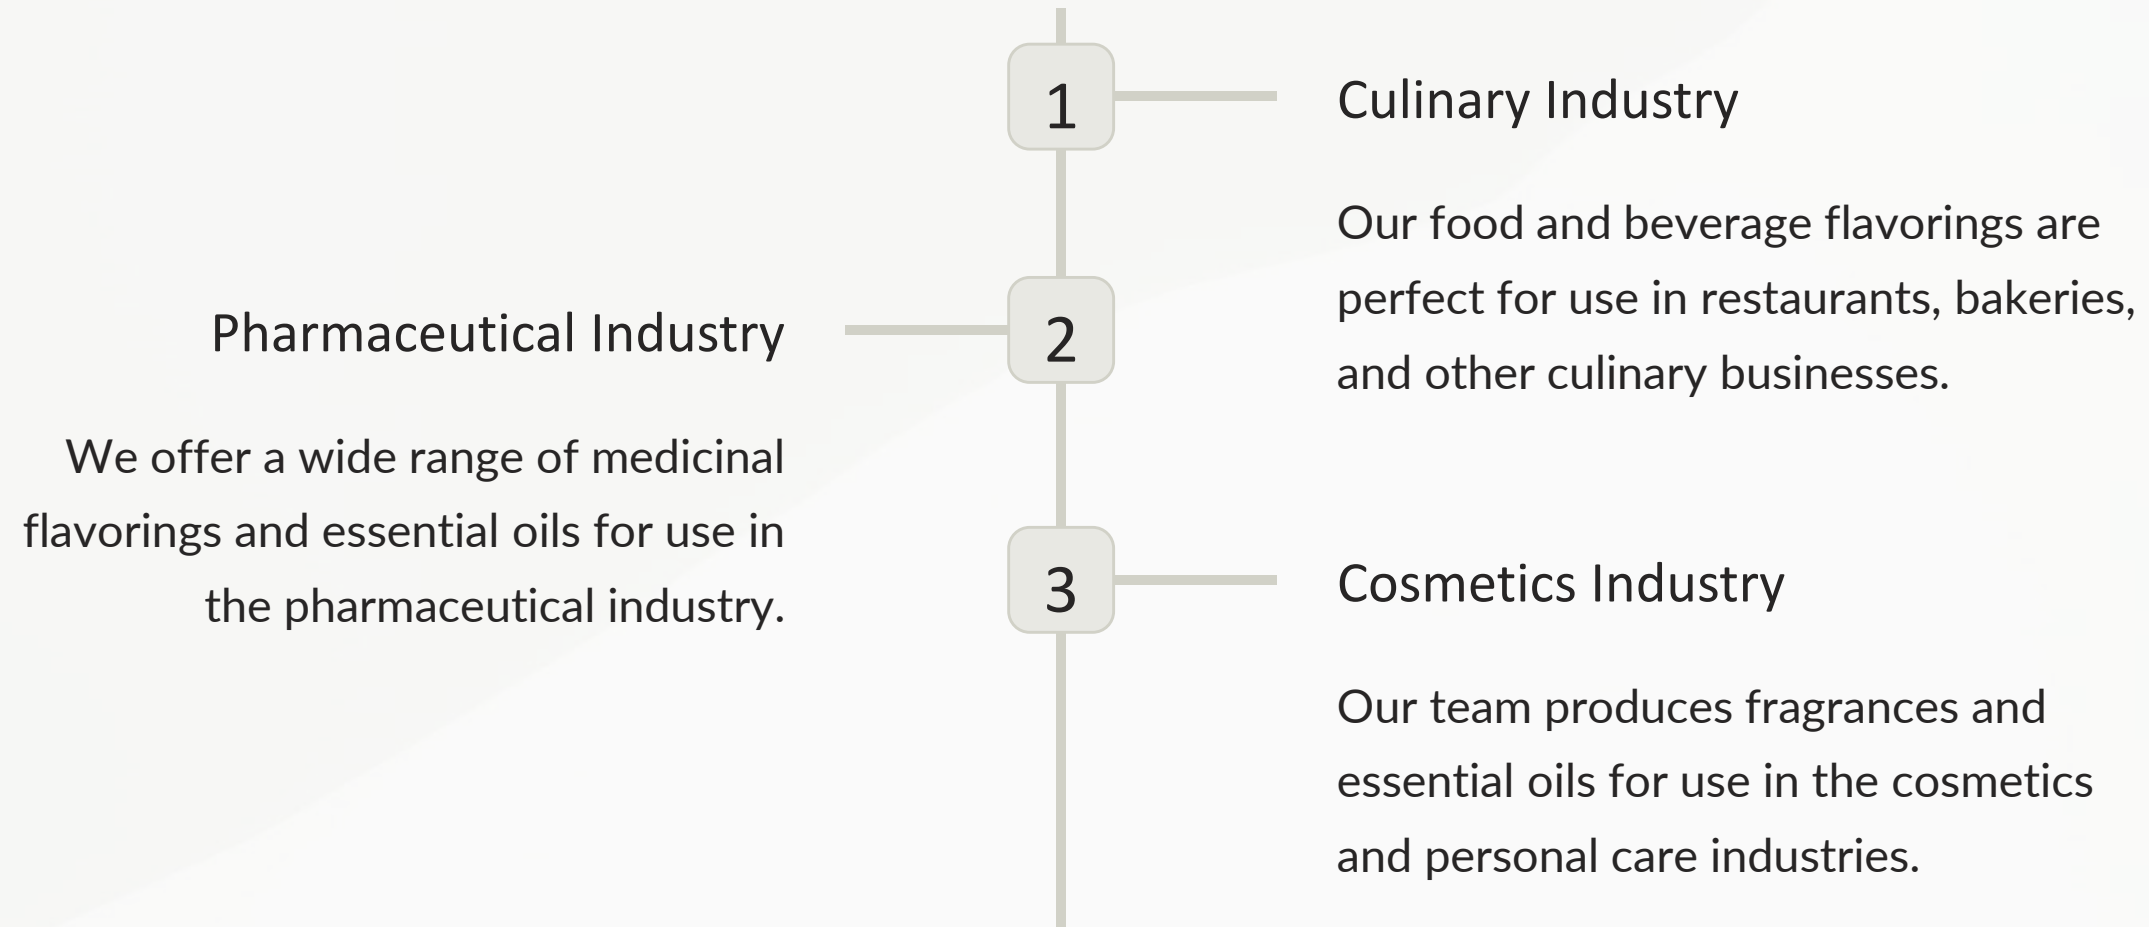 1
Culinary Industry
Our food and beverage flavorings are
perfect for use in restaurants, bakeries,
and other culinary businesses.
2
Pharmaceutical Industry
We offer a wide range of medicinal
flavorings and essential oils for use in
the pharmaceutical industry.
3
Cosmetics Industry
Our team produces fragrances and
essential oils for use in the cosmetics
and personal care industries.